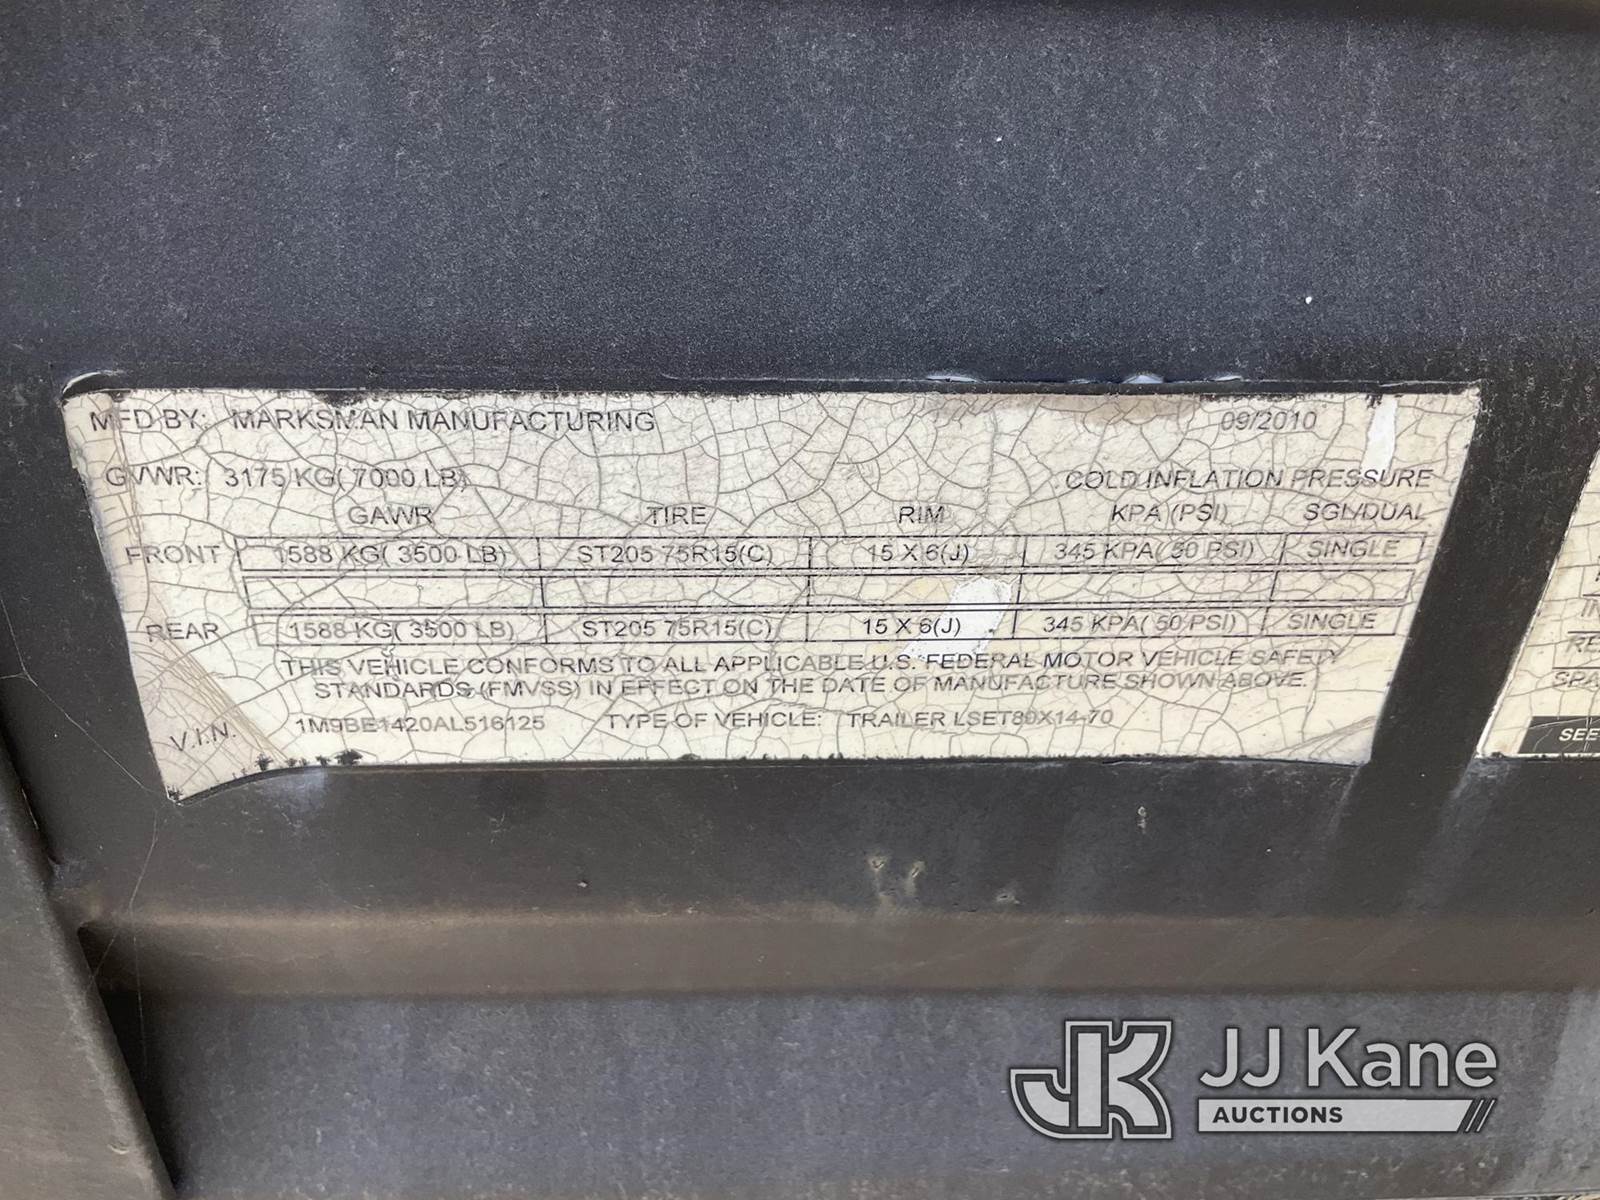 MFD BY: MARKSMAN MANUFACTURING 09/2010
GVWR: 3175 KG( 7000 LB) COLD INFLATION PRESSURE
GAWR TIRE RIM KPA (PSI) SGL/DUAL
FRONT 1588 KG( 3500 LB) ST205 75R15(C) 15 X 6(J) 345 KPA( 50 PSI) SINGLE
REAR 1588 KG( 3500 LB) ST205 75R15(C) 15 X 6(J) 345 KPA( 50 PSI) SINGLE
THIS VEHICLE CONFORMS TO ALL APPLICABLE U.S. FEDERAL MOTOR VEHICLE SAFETY
STANDARDS (FMVSS) IN EFFECT ON THE DATE OF MANUFACTURE SHOWN ABOVE.
V.I.N. 1M9BE1420AL516125 TYPE OF VEHICLE: TRAILER LSET80X14-70
SEE
JK JJ Kane
AUCTIONS